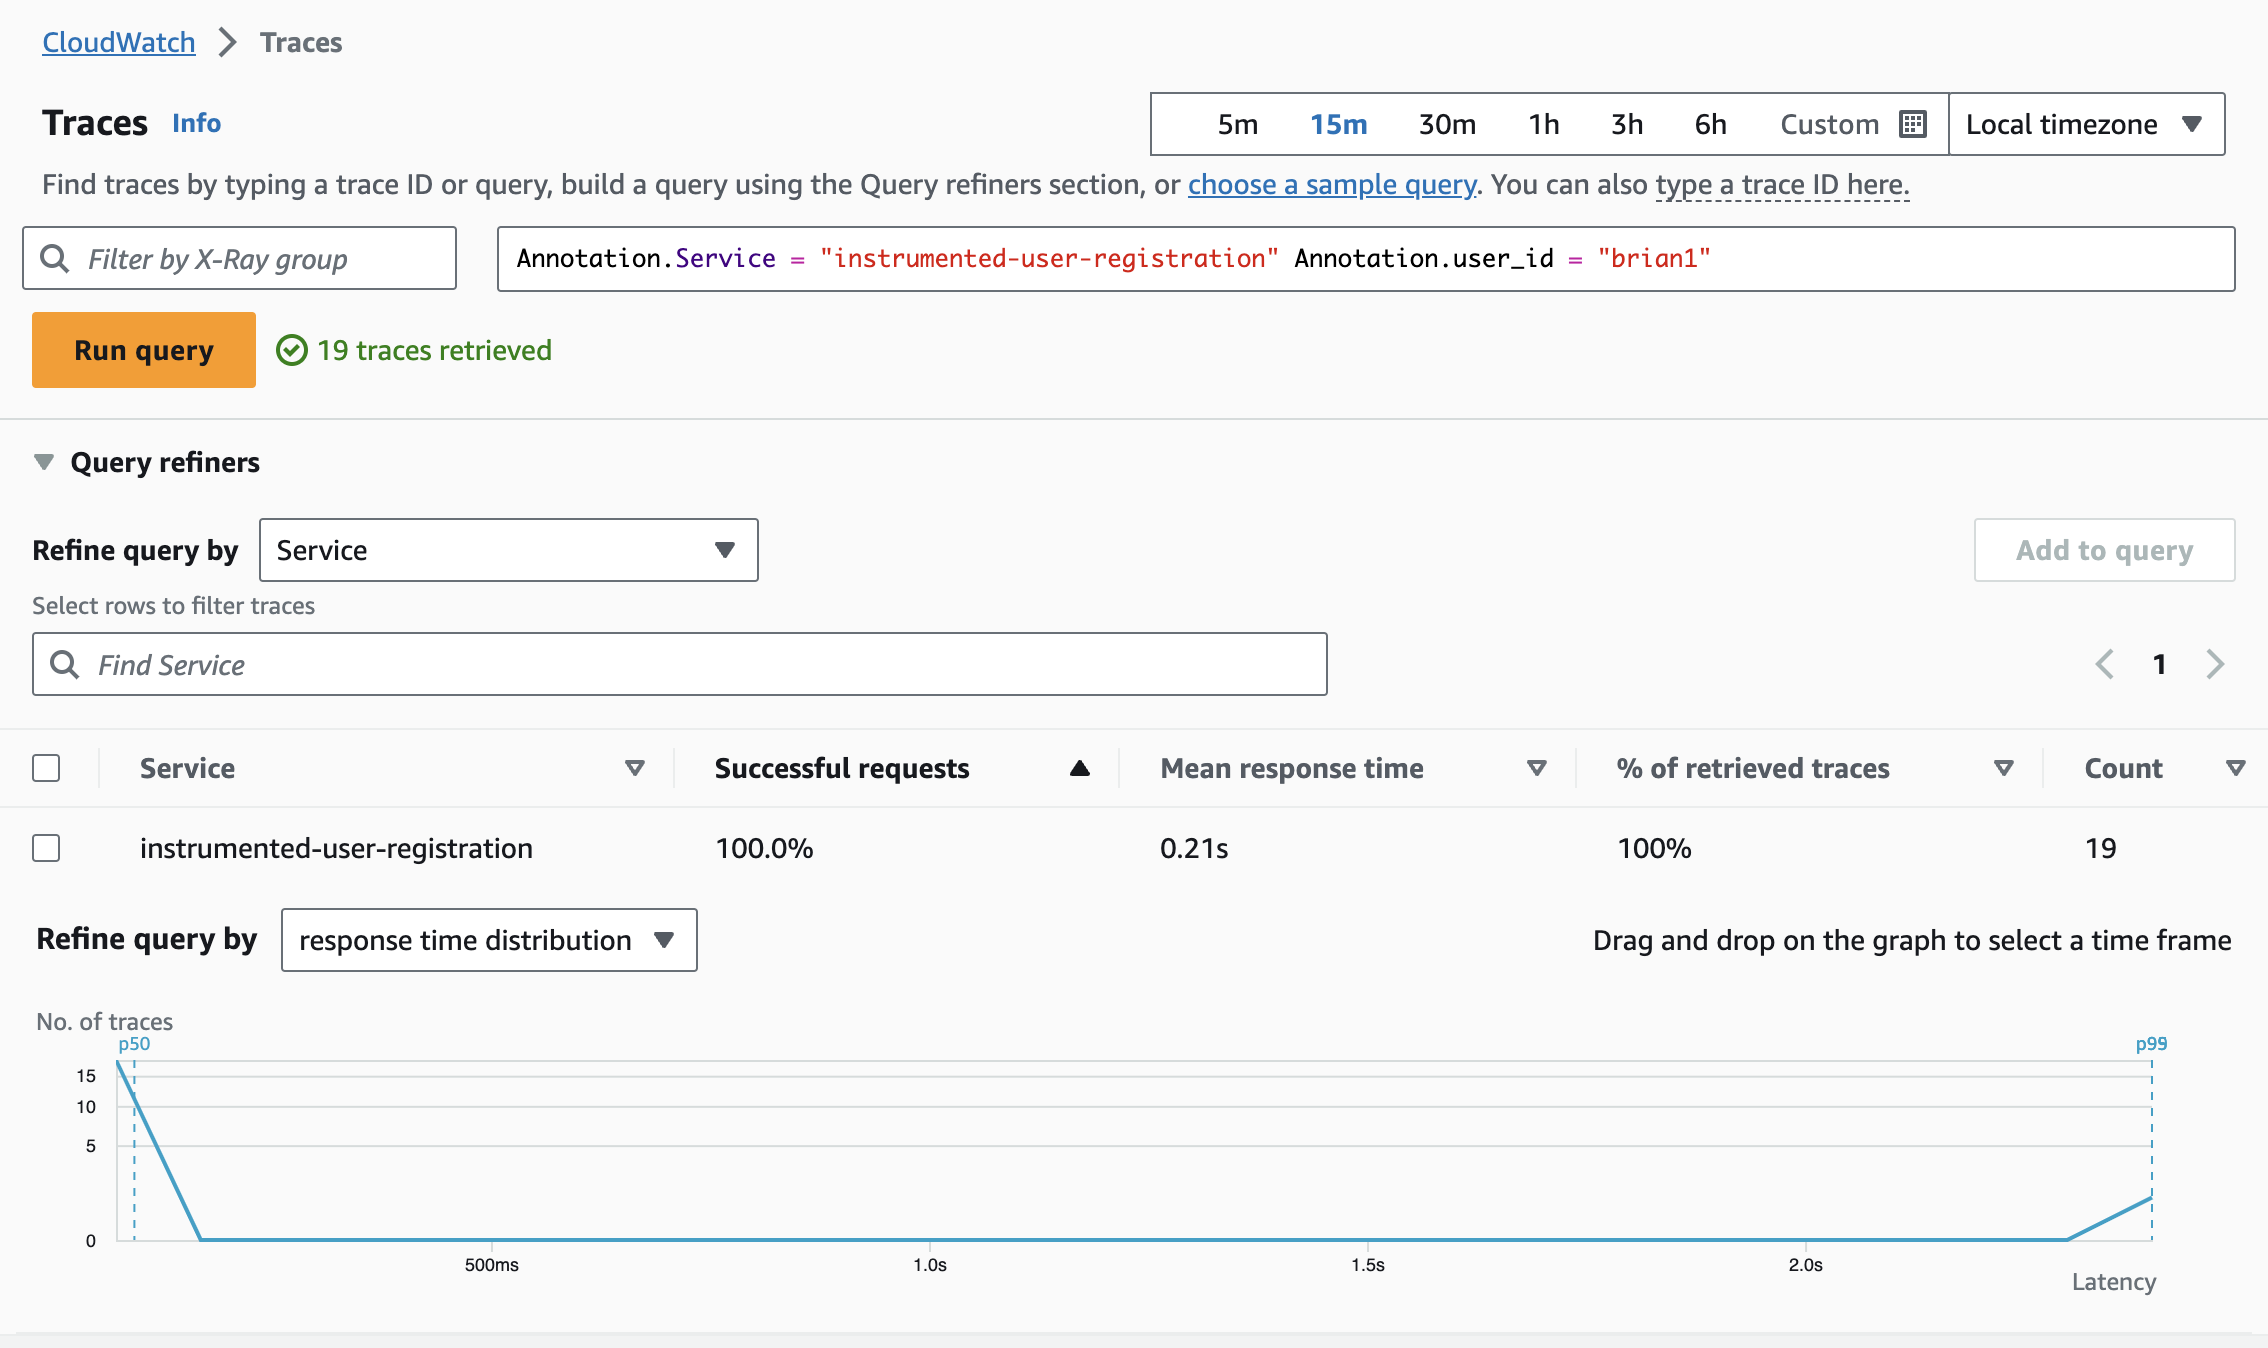 CloudWatch > Traces
Traces Info
5m 15m 30m 1h 3h 6h Custom Local timezone
Find traces by typing a trace ID or query, build a query using the Query refiners section, or choose a sample query. You can also type a trace ID here.
Filter by X-Ray group
Annotation.Service = "instrumented-user-registration" Annotation.user_id = "brian1"
Run query
19 traces retrieved
Query refiners
Refine query by Service
Add to query
Select rows to filter traces
Find Service
1
Service Successful requests Mean response time % of retrieved traces Count
instrumented-user-registration 100.0% 0.21s 100% 19
Refine query by response time distribution
Drag and drop on the graph to select a time frame
No. of traces
p50
15
10
5
0
500ms 1.0s 1.5s 2.0s
Latency